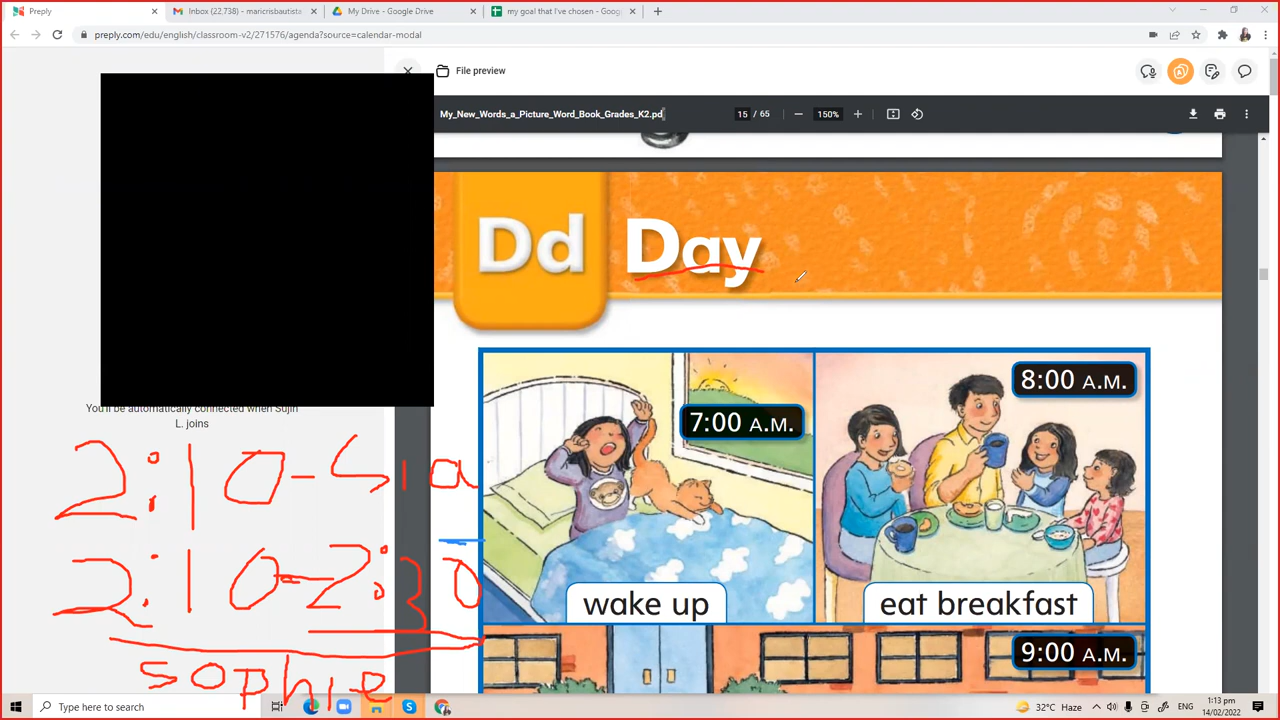 Preply
Inbox (22,738) - maricrisbautista
My Drive - Google Drive
my goal that I've chosen - Goog
preply.com/edu/english/classroom-v2/271576/agenda?source=calendar-modal
File preview
My_New_Words_a_Picture_Word_Book_Grades_K2.pd
15 / 65
150%
Dd Day
7:00 A.M.
8:00 A.M.
You'll be automatically connected when Sujin
L. joins
2:10-Sia
2:10-2:30
wake up
eat breakfast
9:00 A.M.
sophie
Type here to search
32°C Haze
ENG
1:13 pm
14/02/2022